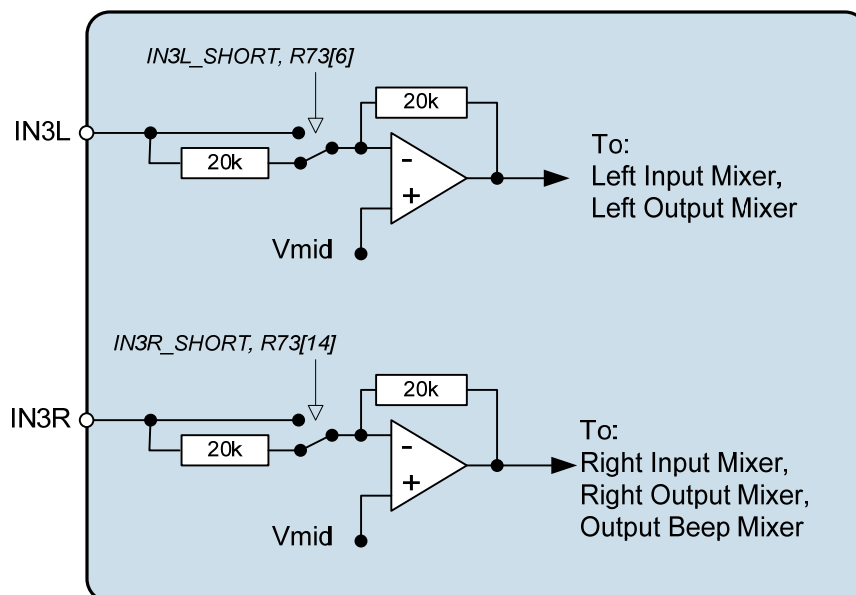 IN3L_SHORT, R73[6]
20k
IN3L
20k
-
+
Vmid
To:
Left Input Mixer,
Left Output Mixer
IN3R_SHORT, R73[14]
20k
IN3R
20k
-
+
Vmid
To:
Right Input Mixer,
Right Output Mixer,
Output Beep Mixer